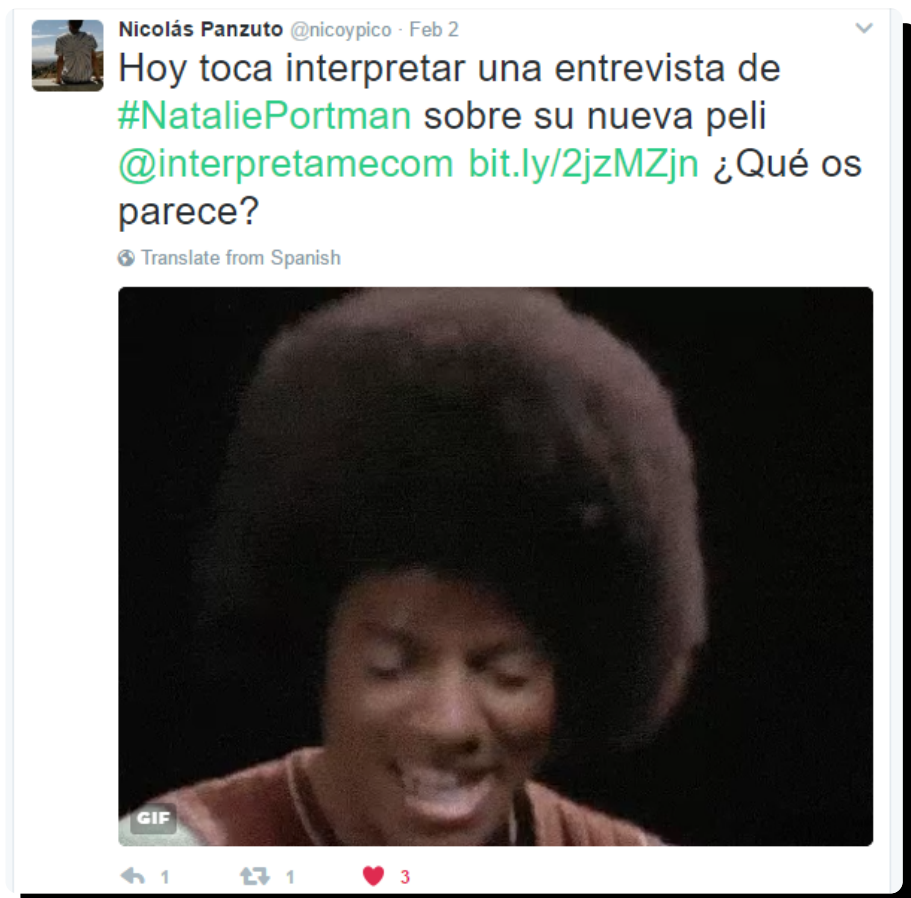 Nicolás Panzuto @nicoypico · Feb 2
Hoy toca interpretar una entrevista de
#NataliePortman sobre su nueva peli
@interpretamecom bit.ly/2jzMZjn ¿Qué os
parece?
Translate from Spanish
GIF
1 1 3